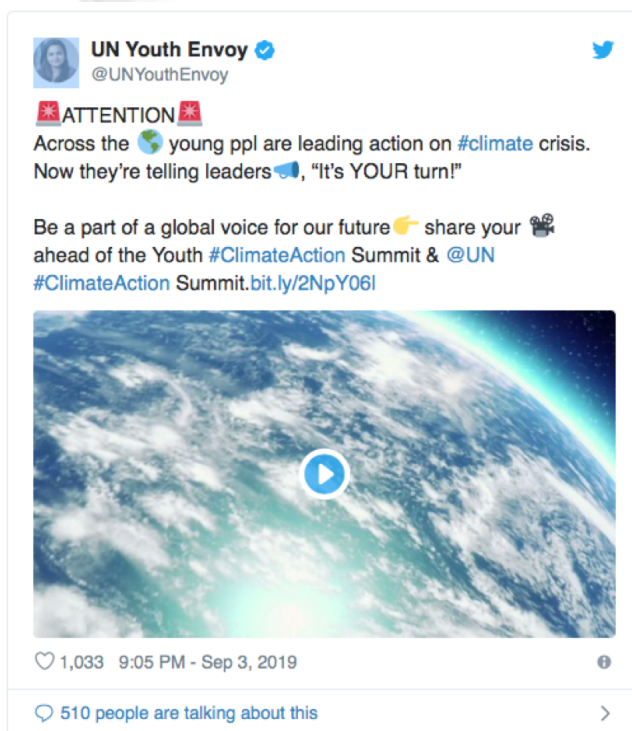 UN Youth Envoy
@UNYouthEnvoy
🚨ATTENTION🚨
Across the 🌎 young ppl are leading action on #climate crisis.
Now they're telling leaders📣, “It's YOUR turn!”
Be a part of a global voice for our future👉 share your 🎥
ahead of the Youth #ClimateAction Summit & @UN
#ClimateAction Summit.bit.ly/2NpY06l
1,033 9:05 PM - Sep 3, 2019
510 people are talking about this